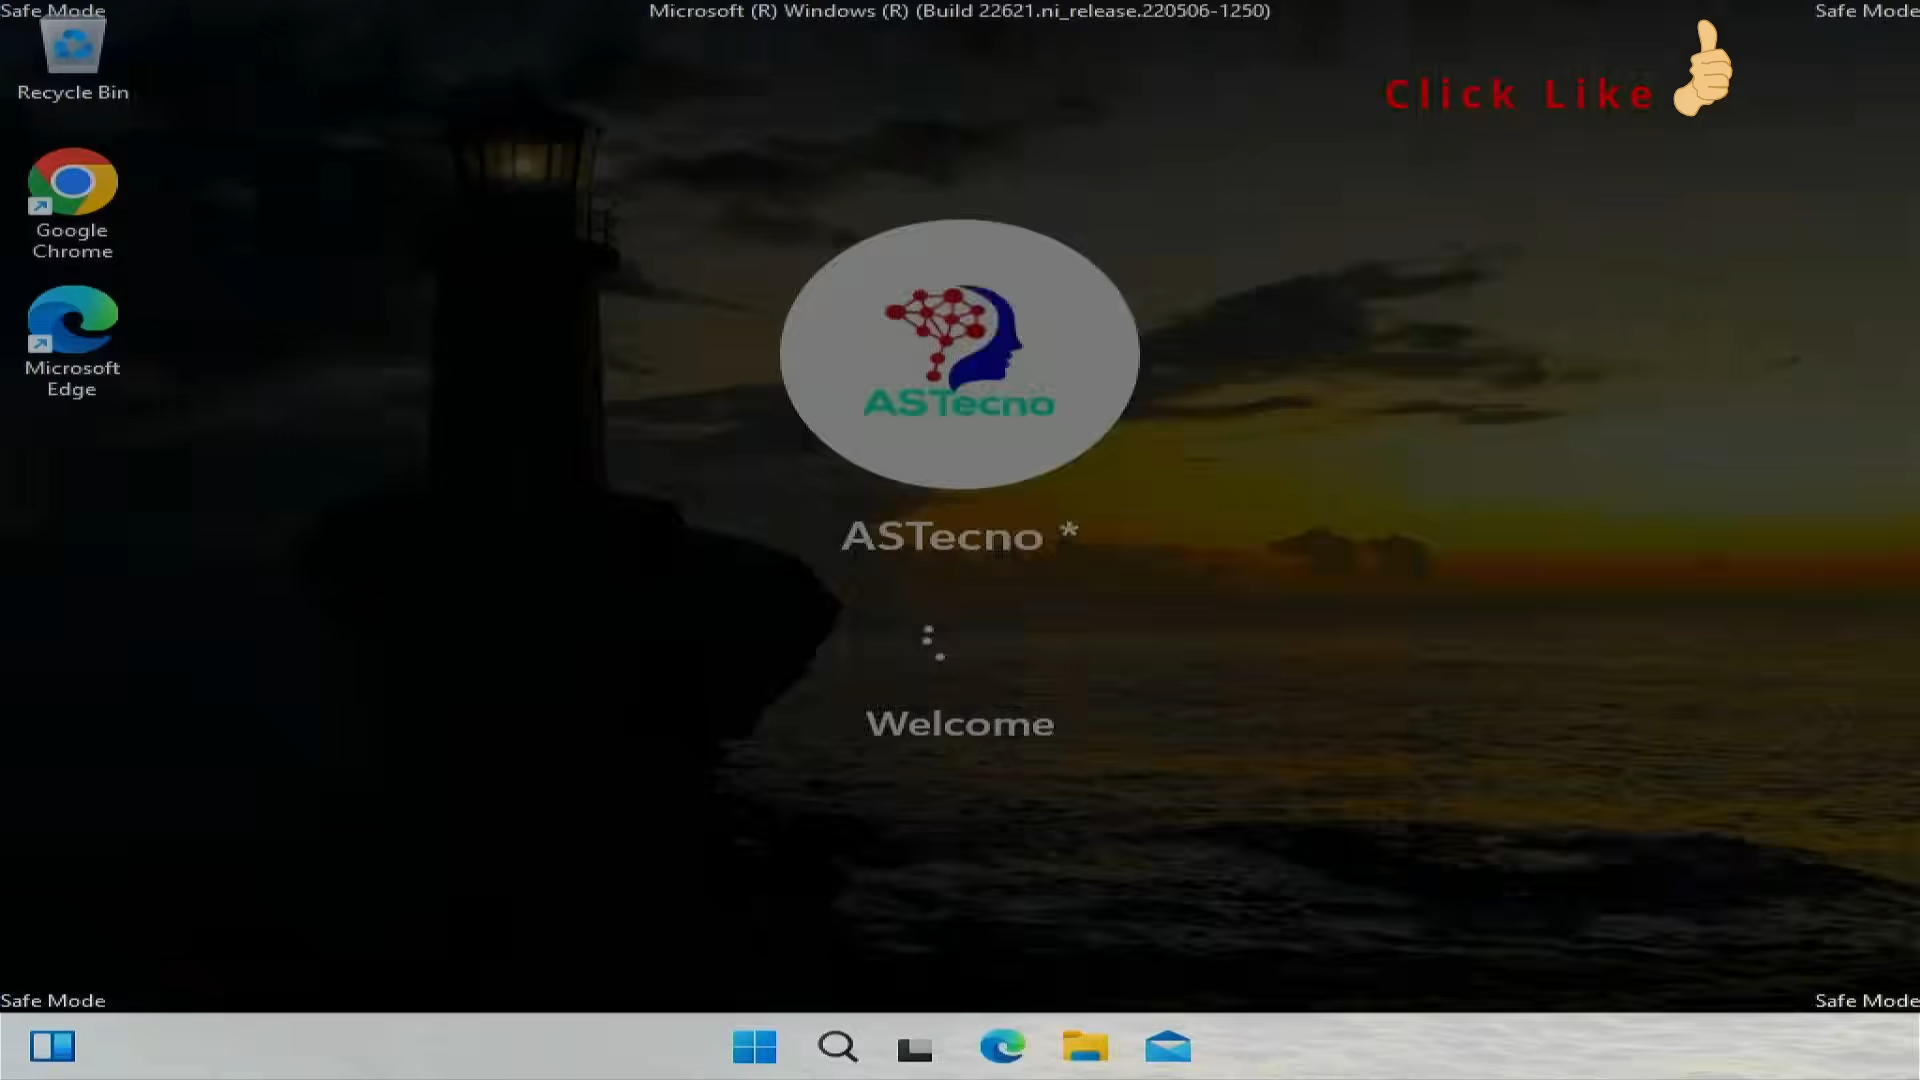 Safe Mode
Microsoft (R) Windows (R) (Build 22621.ni_release.220506-1250)
Safe Mode
Recycle Bin
Click Like
Google
Chrome
Microsoft
Edge
ASTecno
ASTecno *
Welcome
Safe Mode
Safe Mode